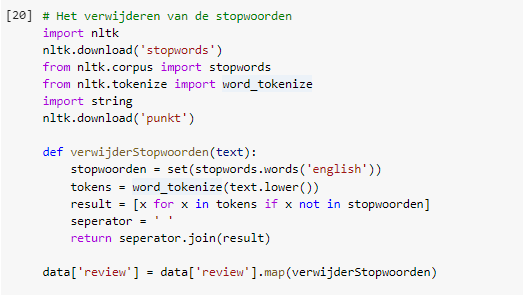 [20] # Het verwijderen van de stopwoorden
import nltk
nltk.download('stopwords')
from nltk.corpus import stopwords
from nltk.tokenize import word_tokenize
import string
nltk.download('punkt')

def verwijderStopwoorden(text):
    stopwoorden = set(stopwords.words('english'))
    tokens = word_tokenize(text.lower())
    result = [x for x in tokens if x not in stopwoorden]
    seperator = ' '
    return seperator.join(result)

data['review'] = data['review'].map(verwijderStopwoorden)